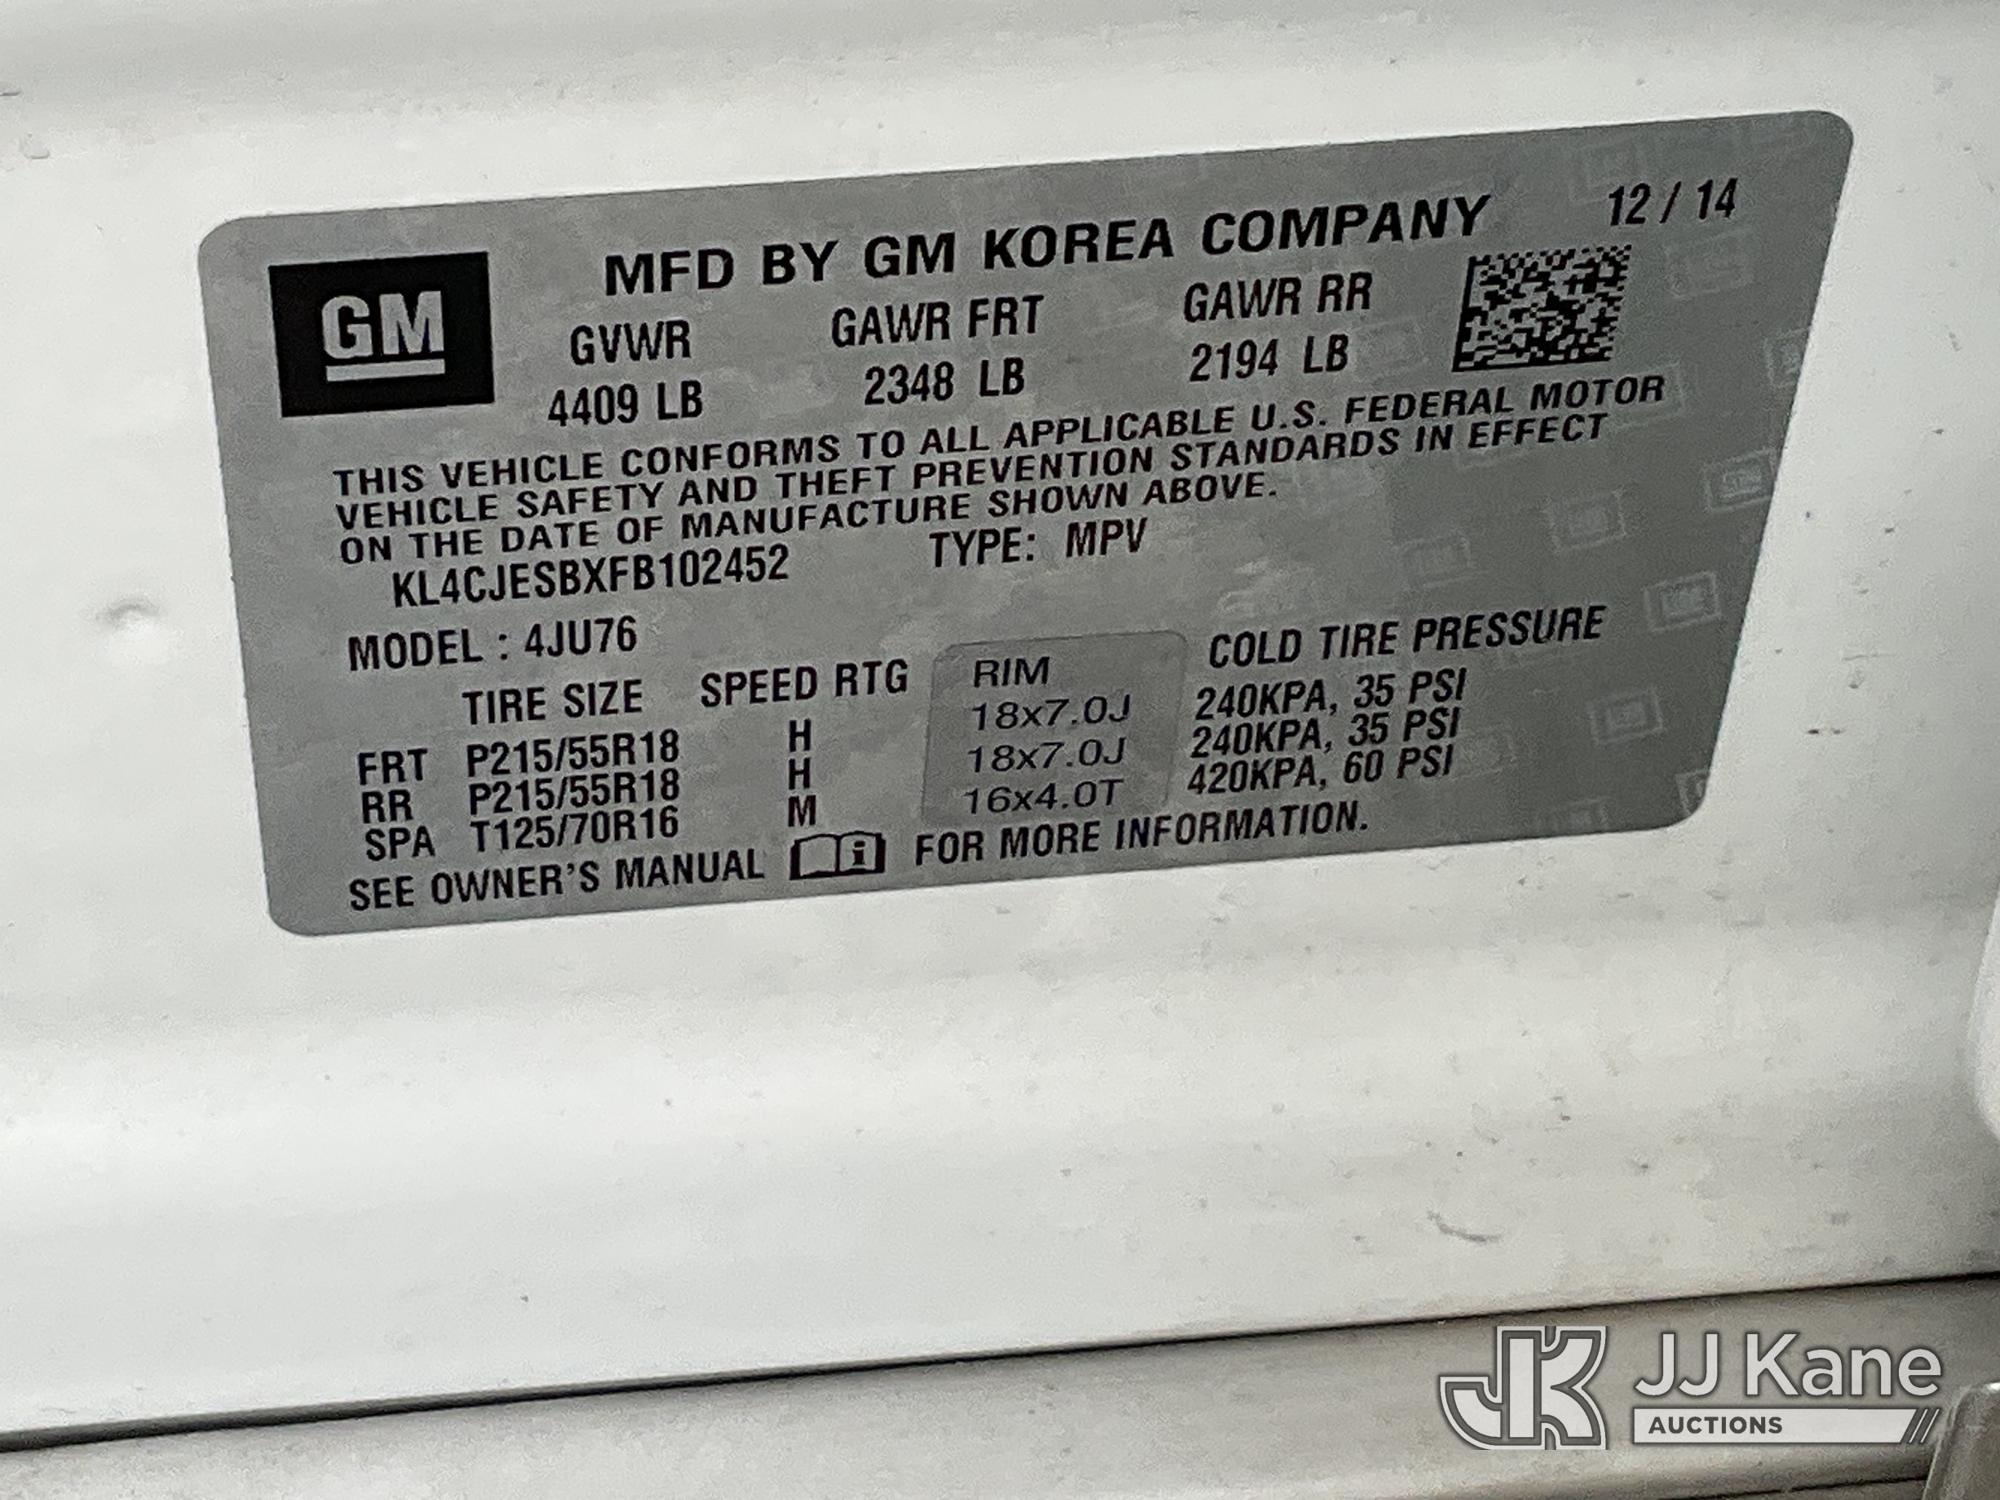 12 / 14
MFD BY GM KOREA COMPANY
GM
GVWR GAWR FRT GAWR RR
4409 LB 2348 LB 2194 LB
THIS VEHICLE CONFORMS TO ALL APPLICABLE U.S. FEDERAL MOTOR
VEHICLE SAFETY AND THEFT PREVENTION STANDARDS IN EFFECT
ON THE DATE OF MANUFACTURE SHOWN ABOVE.
KL4CJESBXFB102452 TYPE: MPV
MODEL : 4JU76
TIRE SIZE SPEED RTG RIM COLD TIRE PRESSURE
FRT P215/55R18 H 18x7.0J 240KPA, 35 PSI
RR P215/55R18 H 18x7.0J 240KPA, 35 PSI
SPA T125/70R16 M 16x4.0T 420KPA, 60 PSI
SEE OWNER'S MANUAL i FOR MORE INFORMATION.
JK JJ Kane
AUCTIONS